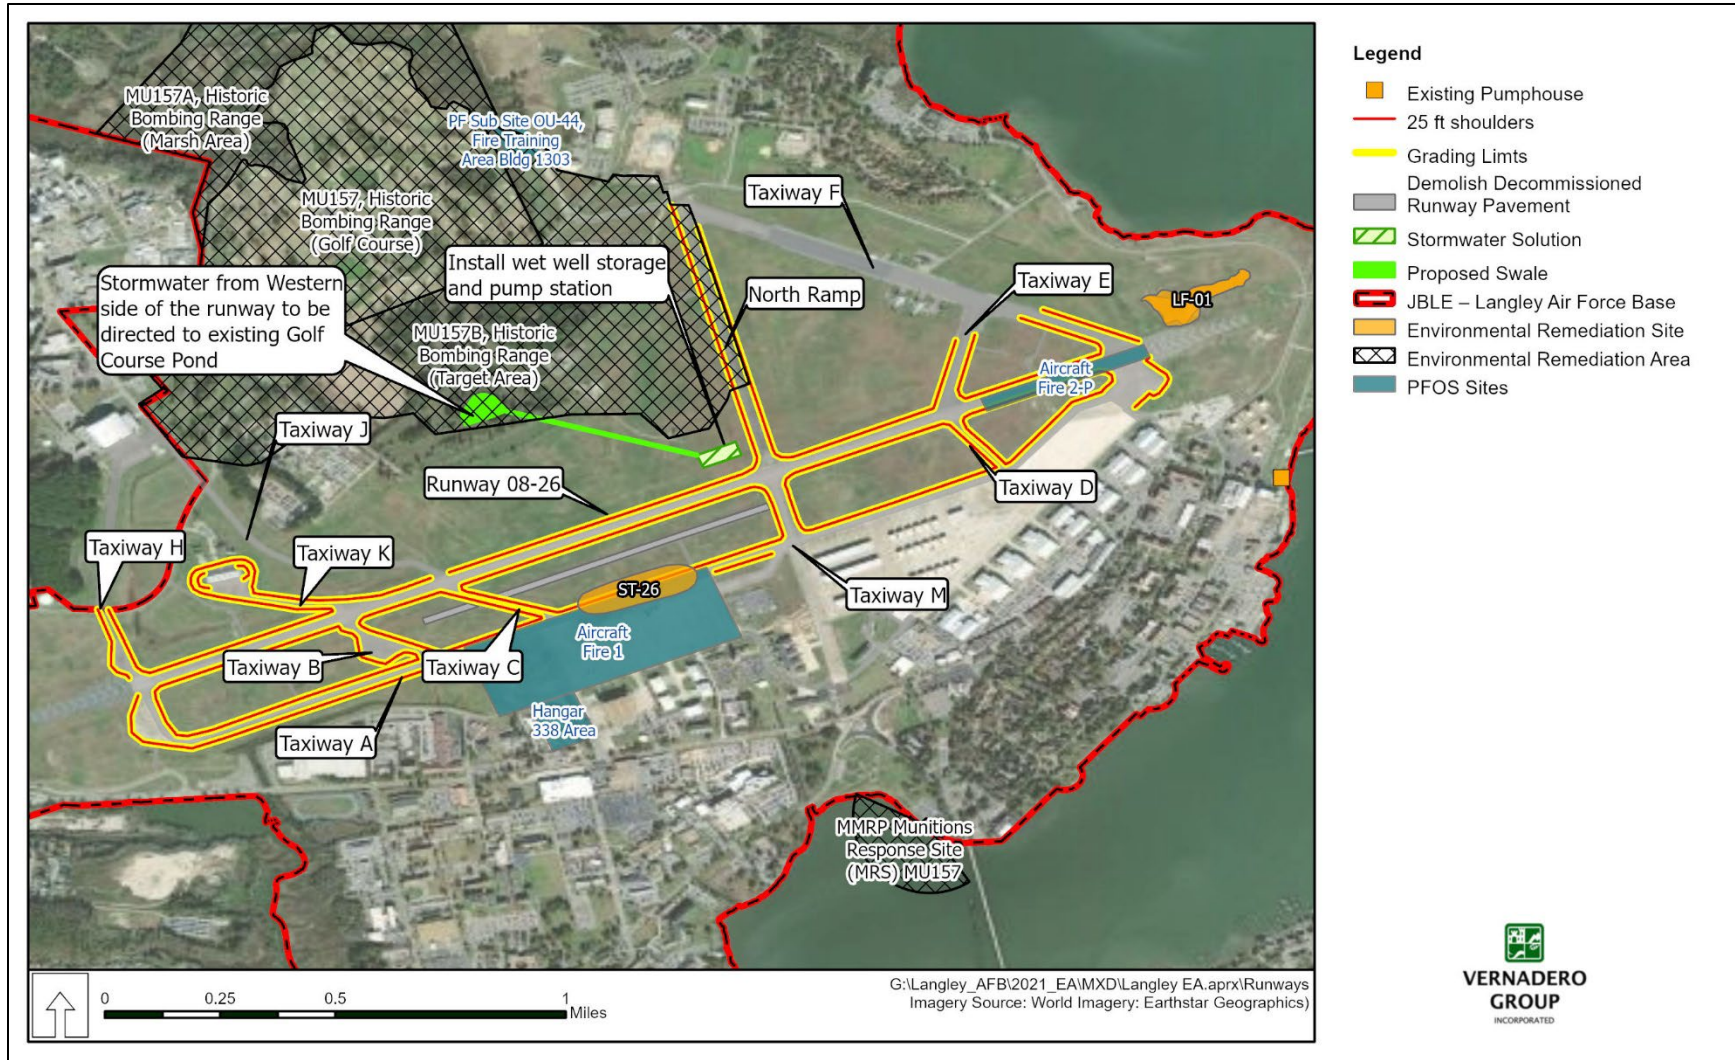 MU157A, Historic
Bombing Range
(Marsh Area)
PF Sub Site OU-44,
Fire Training
Area Bldg 1303
MU157, Historic
Bombing Range
(Golf Course)
Taxiway F
Install wet well storage
and pump station
Stormwater from Western
side of the runway to be
directed to existing Golf
Course Pond
North Ramp
Taxiway E
LF-01
MU157B, Historic
Bombing Range
(Target Area)
Aircraft
Fire 2-P
Taxiway J
Runway 08-26
Taxiway D
Taxiway H
Taxiway K
ST-26
Taxiway M
Aircraft
Fire 1
Taxiway B
Taxiway C
Hangar
338 Area
Taxiway A
MMRP Munitions
Response Site
(MRS) MU157
Legend
Existing Pumphouse
25 ft shoulders
Grading Limts
Demolish Decommissioned
Runway Pavement
Stormwater Solution
Proposed Swale
JBLE – Langley Air Force Base
Environmental Remediation Site
Environmental Remediation Area
PFOS Sites
0 0.25 0.5 1
Miles
G:\Langley_AFB\2021_EA\MXD\Langley EA.aprx\Runways
Imagery Source: World Imagery: Earthstar Geographics)
VERNADERO
GROUP
INCORPORATED